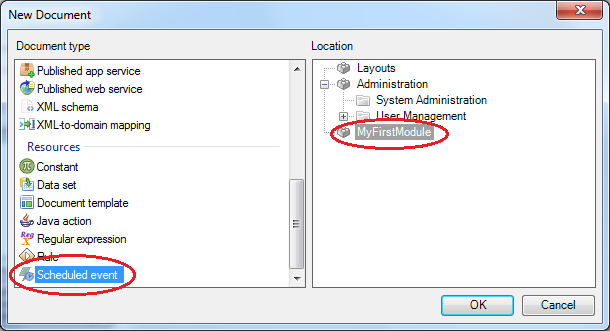 New Document
Document type
Published app service
Published web service
XML schema
XML-to-domain mapping
Resources
Constant
Data set
Document template
Java action
Regular expression
Rule
Scheduled event
Location
Layouts
Administration
System Administration
User Management
MyFirstModule
OK
Cancel